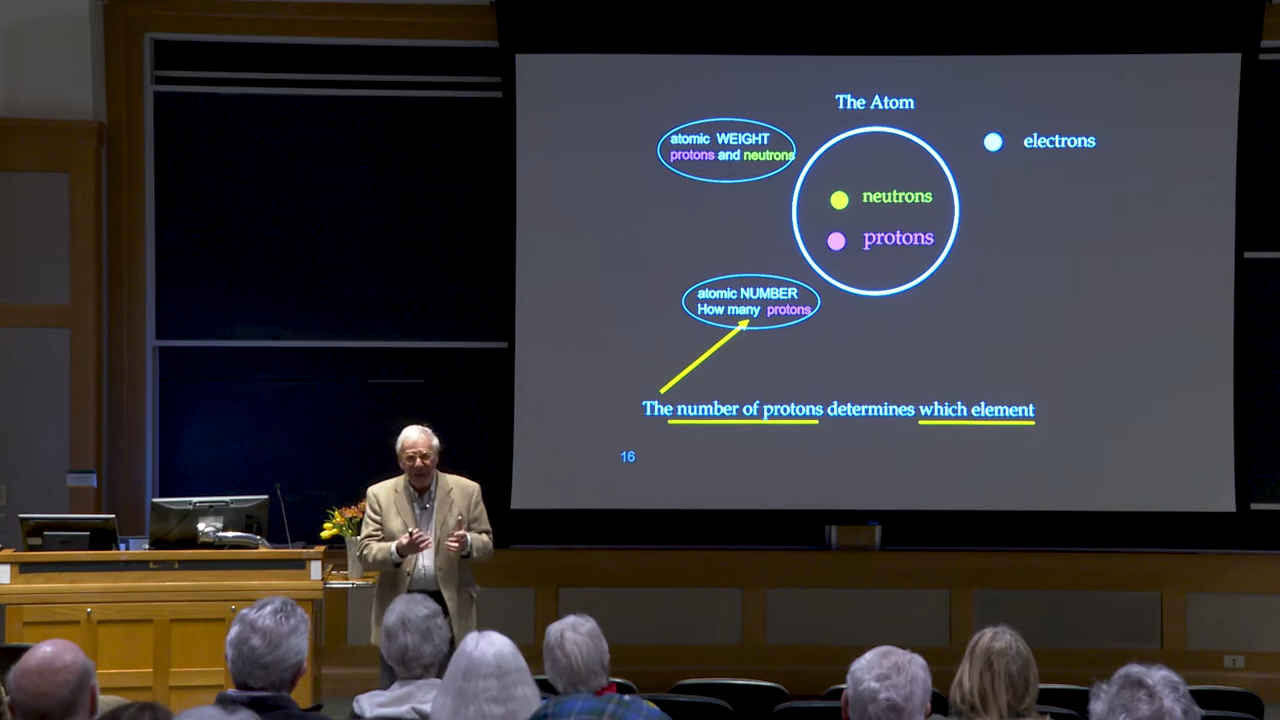 The Atom
atomic WEIGHT
protons and neutrons
electrons
neutrons
protons
atomic NUMBER
How many protons
The number of protons determines which element
16